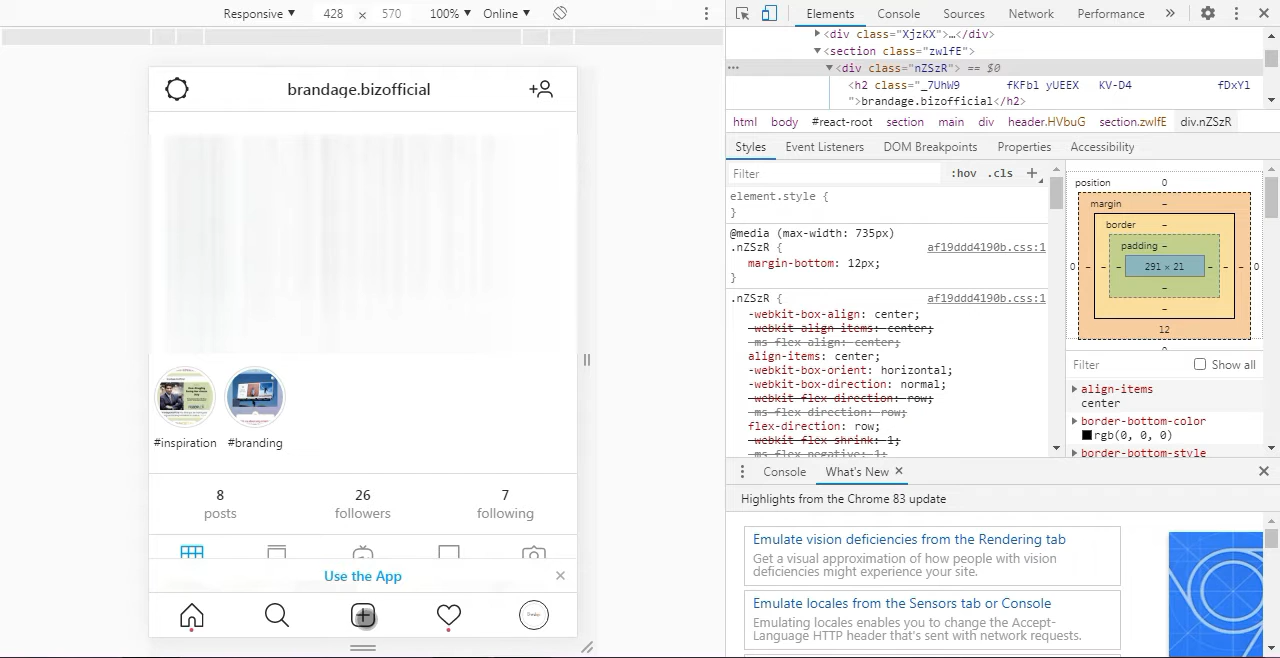 Responsive ▼ 428 x 570 100% ▼ Online ▼
Elements Console Sources Network Performance »
<div class="XjzKX">…</div>
<section class="zwlfE">
<div class="nZSzR"> == $0
<h2 class="_7UhW9 fKFbl yUEEX KV-D4 fDxYl
">brandage.bizofficial</h2>
html body #react-root section main div header.HVbuG section.zwlfE div.nZSzR
Styles Event Listeners DOM Breakpoints Properties Accessibility
Filter :hov .cls +
element.style {
}
@media (max-width: 735px)
.nZSzR { af19ddd4190b.css:1
margin-bottom: 12px;
}
.nZSzR { af19ddd4190b.css:1
-webkit-box-align: center;
-webkit-align-items: center;
-ms-flex-align: center;
align-items: center;
-webkit-box-orient: horizontal;
-webkit-box-direction: normal;
-webkit-flex-direction: row;
-ms-flex-direction: row;
flex-direction: row;
-webkit-flex-shrink: 1;
-ms-flex-negative: 1;
position 0
margin –
border –
padding –
0 – – – 291 × 21 – – – 0
–
–
12
Filter Show all
align-items
center
border-bottom-color
rgb(0, 0, 0)
border-bottom-style
Console What's New ×
Highlights from the Chrome 83 update
Emulate vision deficiencies from the Rendering tab
Get a visual approximation of how people with vision
deficiencies might experience your site.
Emulate locales from the Sensors tab or Console
Emulating locales enables you to change the Accept-
Language HTTP header that's sent with network requests.
brandage.bizofficial
#inspiration #branding
8 26 7
posts followers following
Use the App ×